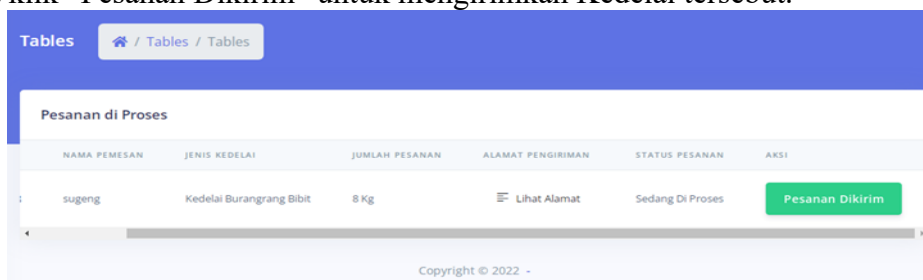 klik "Pesanan Dikirim" untuk mengirimkan Kedelai tersebut.
Tables / Tables / Tables
Pesanan di Proses
NAMA PEMESAN JENIS KEDELAI JUMLAH PESANAN ALAMAT PENGIRIMAN STATUS PESANAN AKSI
sugeng Kedelai Burangrang Bibit 8 Kg Lihat Alamat Sedang Di Proses Pesanan Dikirim
Copyright © 2022 -